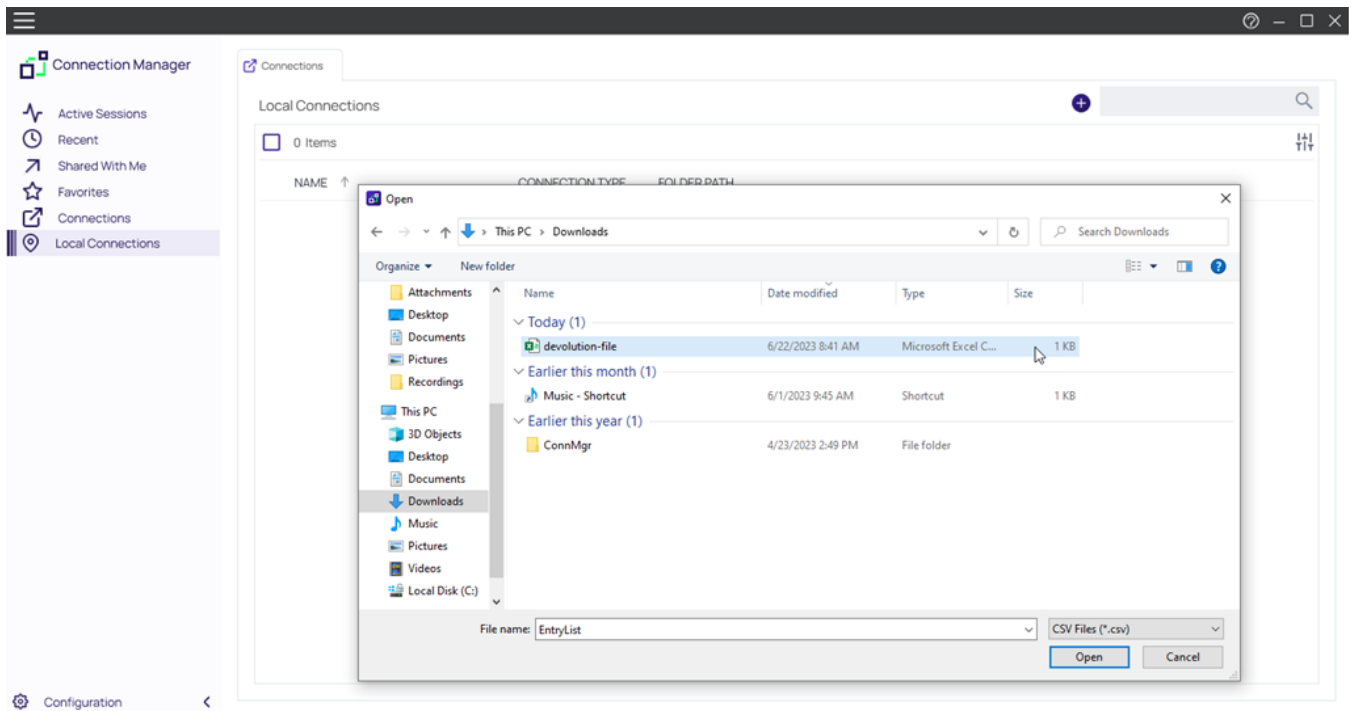 Connection Manager
Active Sessions
Recent
Shared With Me
Favorites
Connections
Local Connections
Configuration
Connections
Local Connections
0 Items
NAME CONNECTION TYPE FOLDER PATH
Open
This PC > Downloads
Search Downloads
Organize New folder
Attachments
Desktop
Documents
Pictures
Recordings
This PC
3D Objects
Desktop
Documents
Downloads
Music
Pictures
Videos
Local Disk (C:)
Name Date modified Type Size
Today (1)
devolution-file 6/22/2023 8:41 AM Microsoft Excel C... 1 KB
Earlier this month (1)
Music - Shortcut 6/1/2023 9:45 AM Shortcut 1 KB
Earlier this year (1)
ConnMgr 4/23/2023 2:49 PM File folder
File name: EntryList CSV Files (*.csv)
Open Cancel